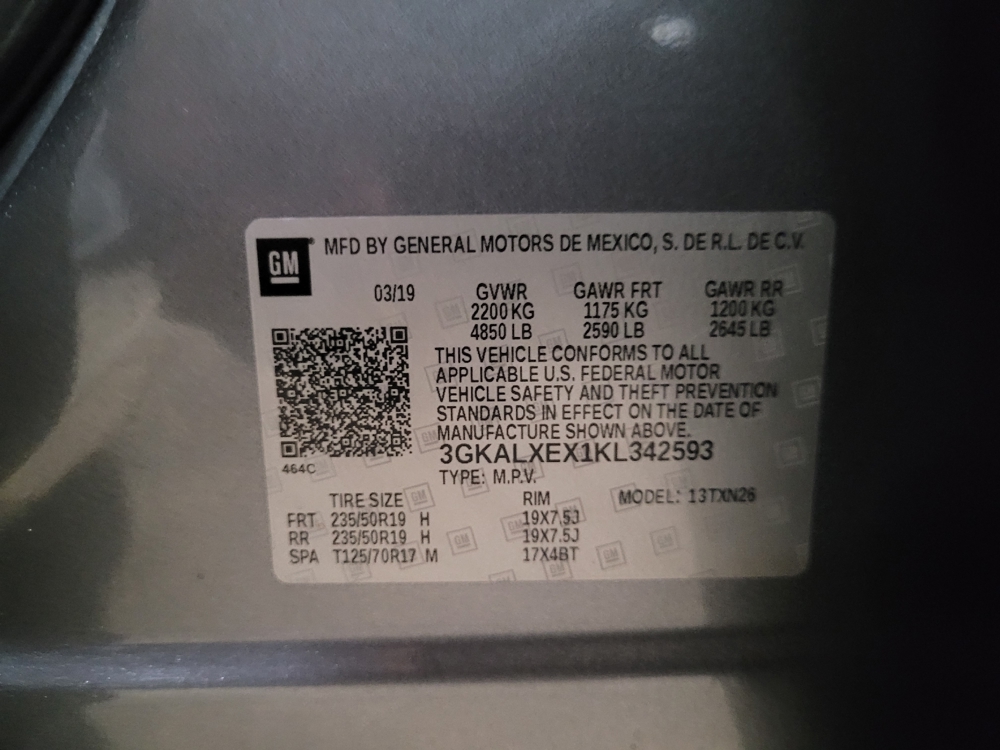 GM
MFD BY GENERAL MOTORS DE MEXICO, S. DE R.L. DE C.V.
03/19 GVWR GAWR FRT GAWR RR
2200 KG 1175 KG 1200 KG
4850 LB 2590 LB 2645 LB
THIS VEHICLE CONFORMS TO ALL
APPLICABLE U.S. FEDERAL MOTOR
VEHICLE SAFETY AND THEFT PREVENTION
STANDARDS IN EFFECT ON THE DATE OF
MANUFACTURE SHOWN ABOVE.
3GKALXEX1KL342593
464C
TYPE: M.P.V.
TIRE SIZE RIM MODEL: 13TXN26
FRT 235/50R19 H 19X7.5J
RR 235/50R19 H 19X7.5J
SPA T125/70R17 M 17X4BT